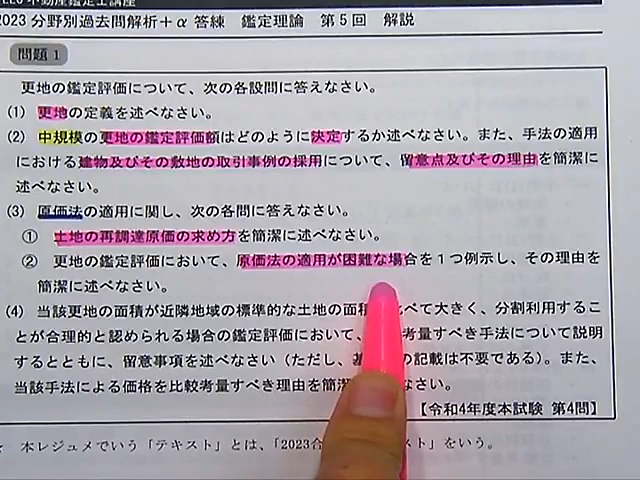 不動産鑑定士講座
2023 分野別過去問解析+α 答練 鑑定理論 第5回 解説
問題1
更地の鑑定評価について、次の各設問に答えなさい。
(1) 更地の定義を述べなさい。
(2) 中規模の更地の鑑定評価額はどのように決定するか述べなさい。また、手法の適用
における建物及びその敷地の取引事例の採用について、留意点及びその理由を簡潔に
述べなさい。
(3) 原価法の適用に関し、次の各問に答えなさい。
① 土地の再調達原価の求め方を簡潔に述べなさい。
② 更地の鑑定評価において、原価法の適用が困難な場合を1つ例示し、その理由を
簡潔に述べなさい。
(4) 当該更地の面積が近隣地域の標準的な土地の面積 べて大きく、分割利用するこ
とが合理的と認められる場合の鑑定評価において、 考量すべき手法について説明
するとともに、留意事項を述べなさい(ただし、基 の記載は不要である)。また、
当該手法による価格を比較考量すべき理由を簡潔 なさい。
【令和4年度本試験 第4問】
本レジュメでいう「テキスト」とは、「2023 スト」をいう。